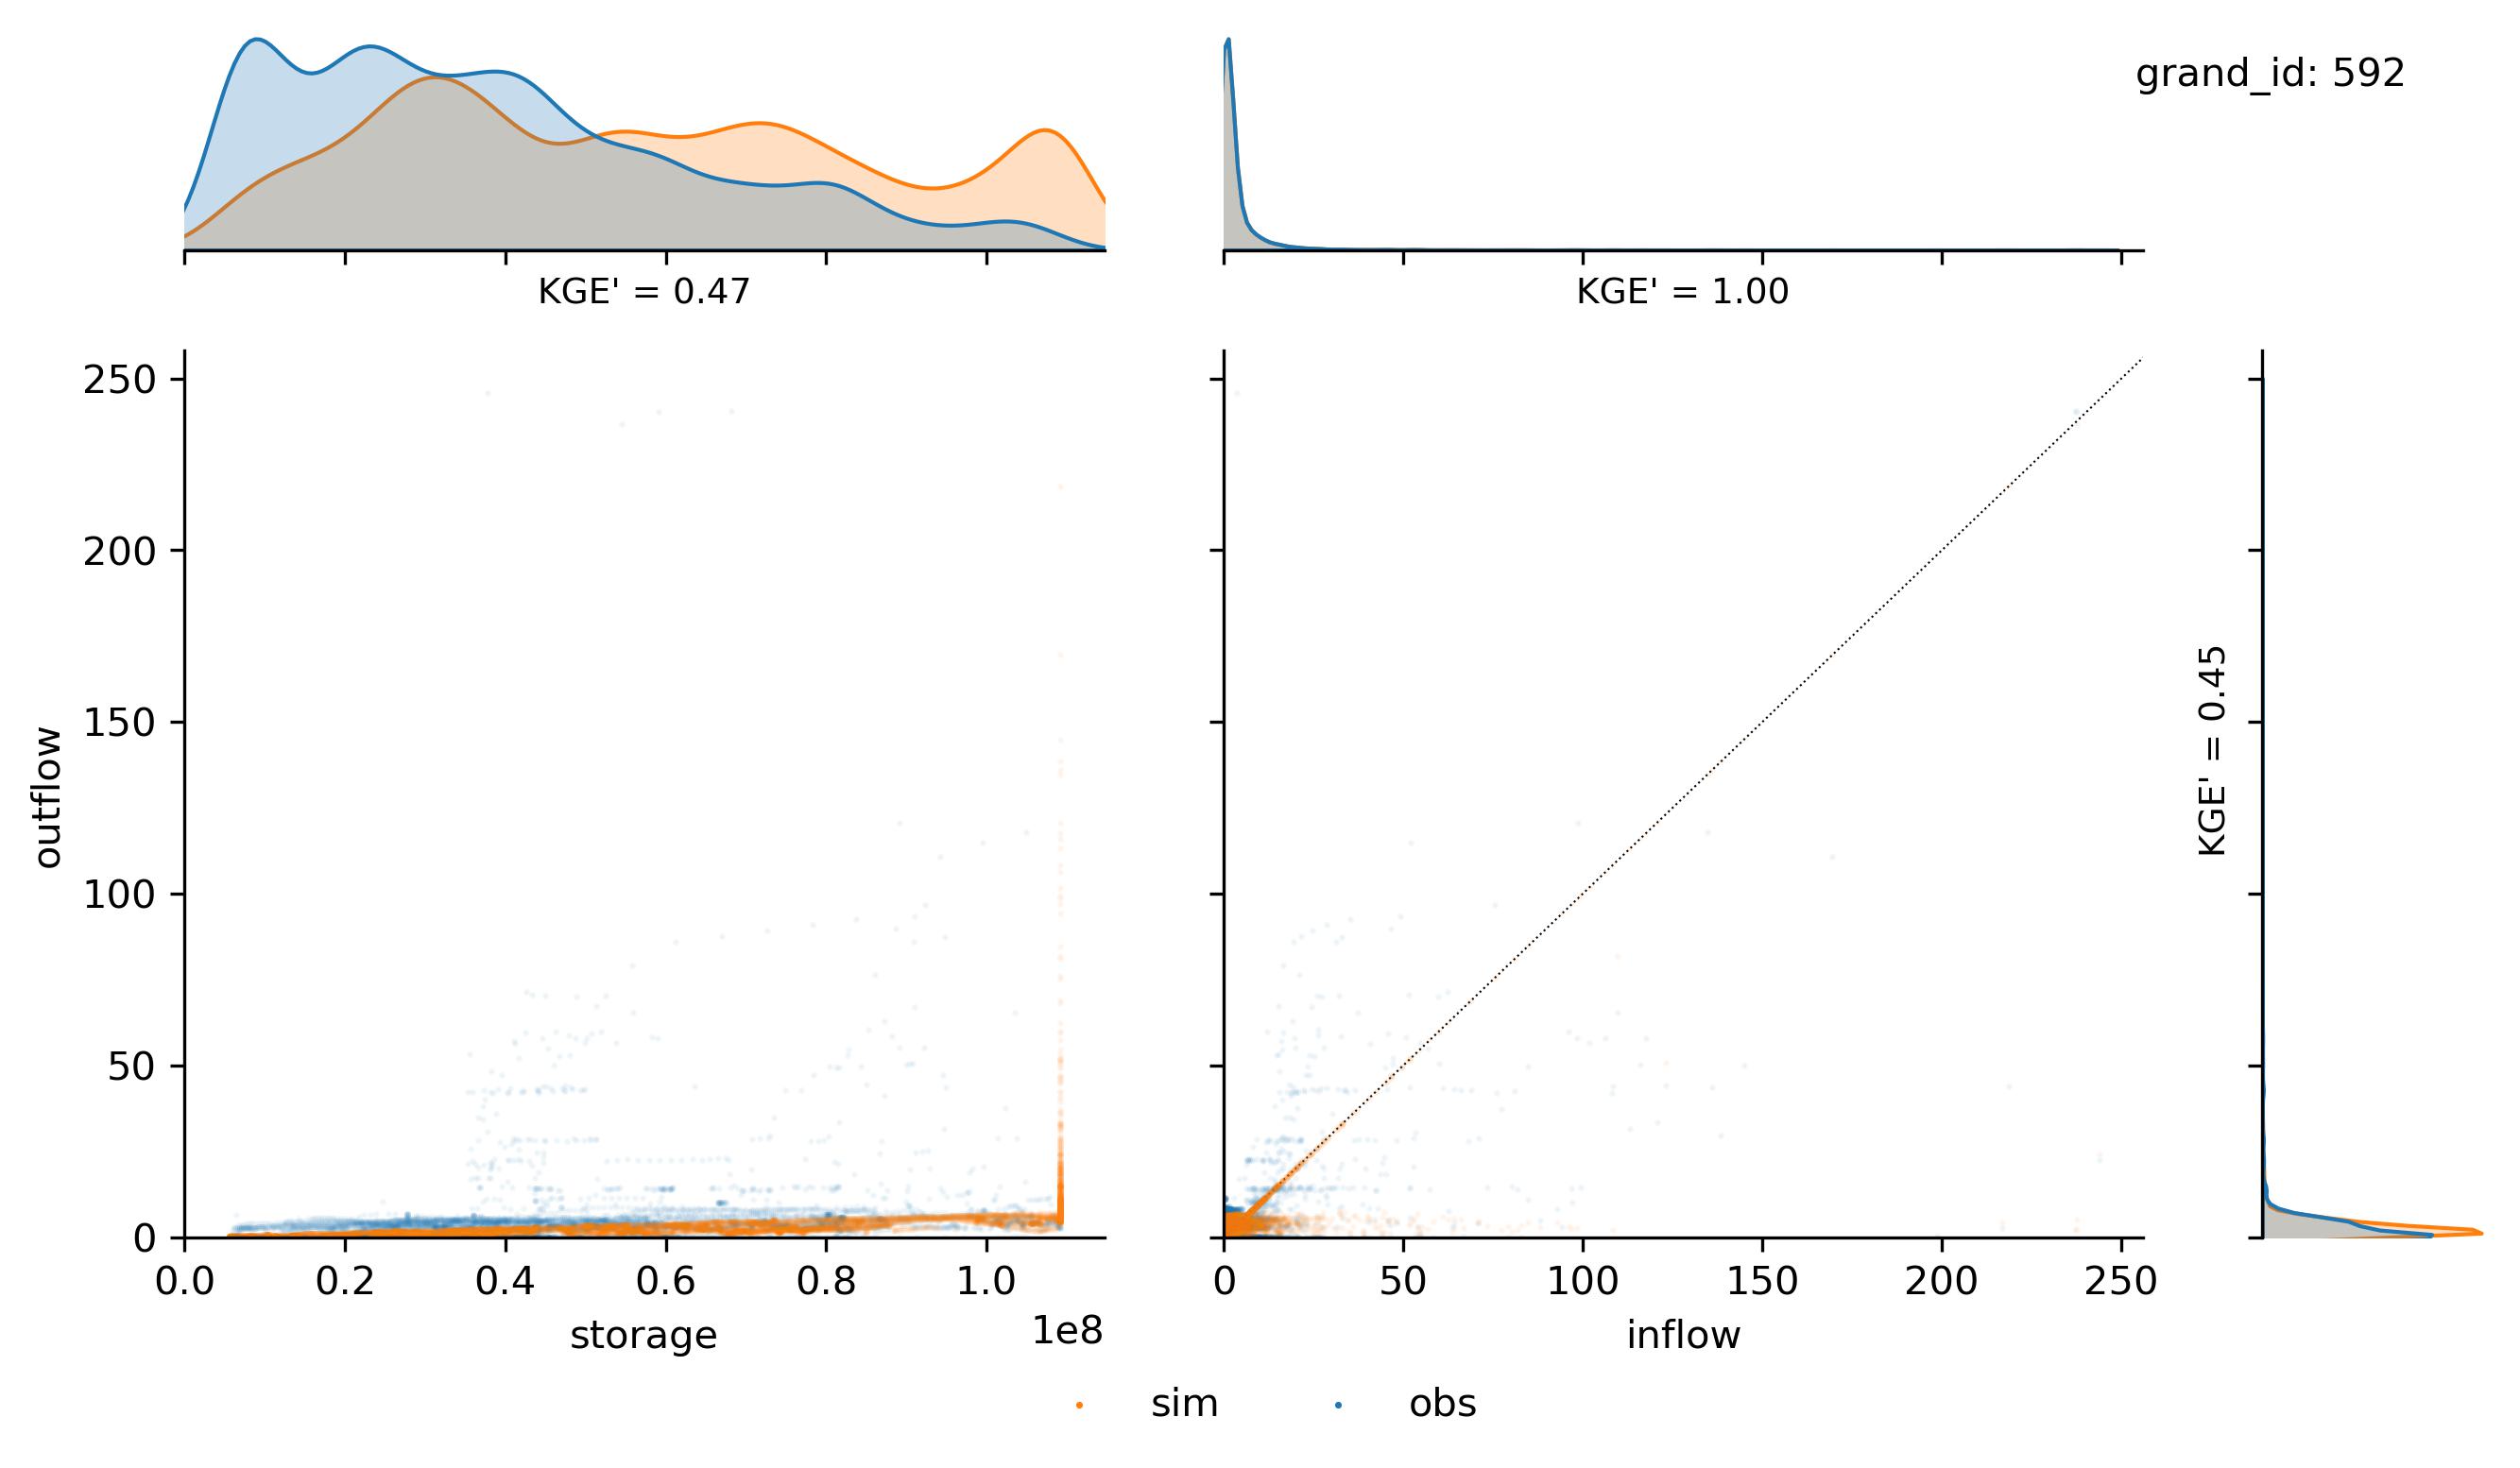 grand_id: 592
KGE' = 0.47
KGE' = 1.00
250
200
150
100
50
0
outflow
KGE' = 0.45
0.0 0.2 0.4 0.6 0.8 1.0
1e8
storage
0 50 100 150 200 250
inflow
sim obs